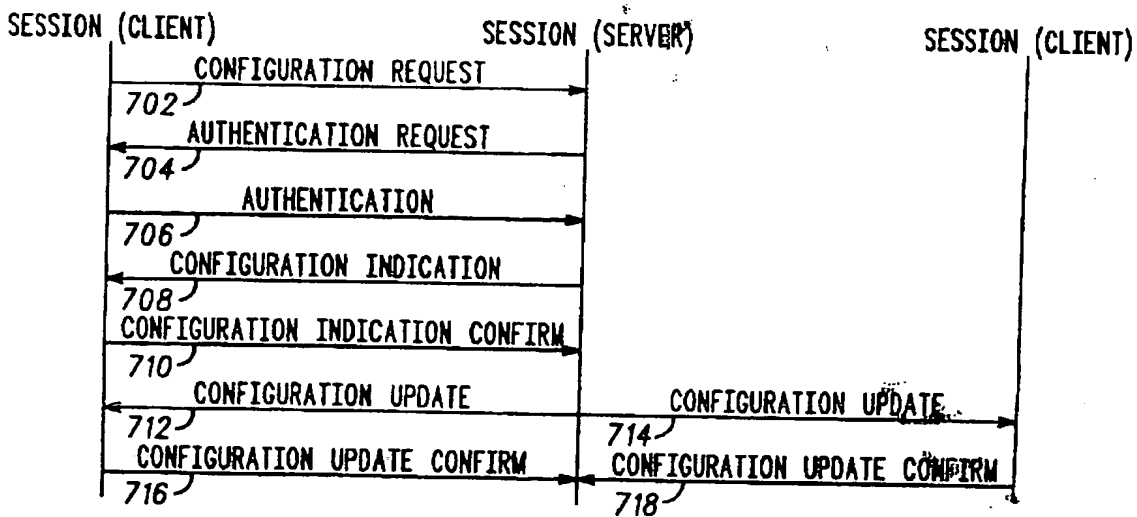 SESSION (CLIENT) SESSION (SERVER) SESSION (CLIENT)
CONFIGURATION REQUEST
702
AUTHENTICATION REQUEST
704
AUTHENTICATION
706
CONFIGURATION INDICATION
708
CONFIGURATION INDICATION CONFIRM
710
CONFIGURATION UPDATE CONFIGURATION UPDATE
712 714
CONFIGURATION UPDATE CONFIRM CONFIGURATION UPDATE CONFIRM
716 718